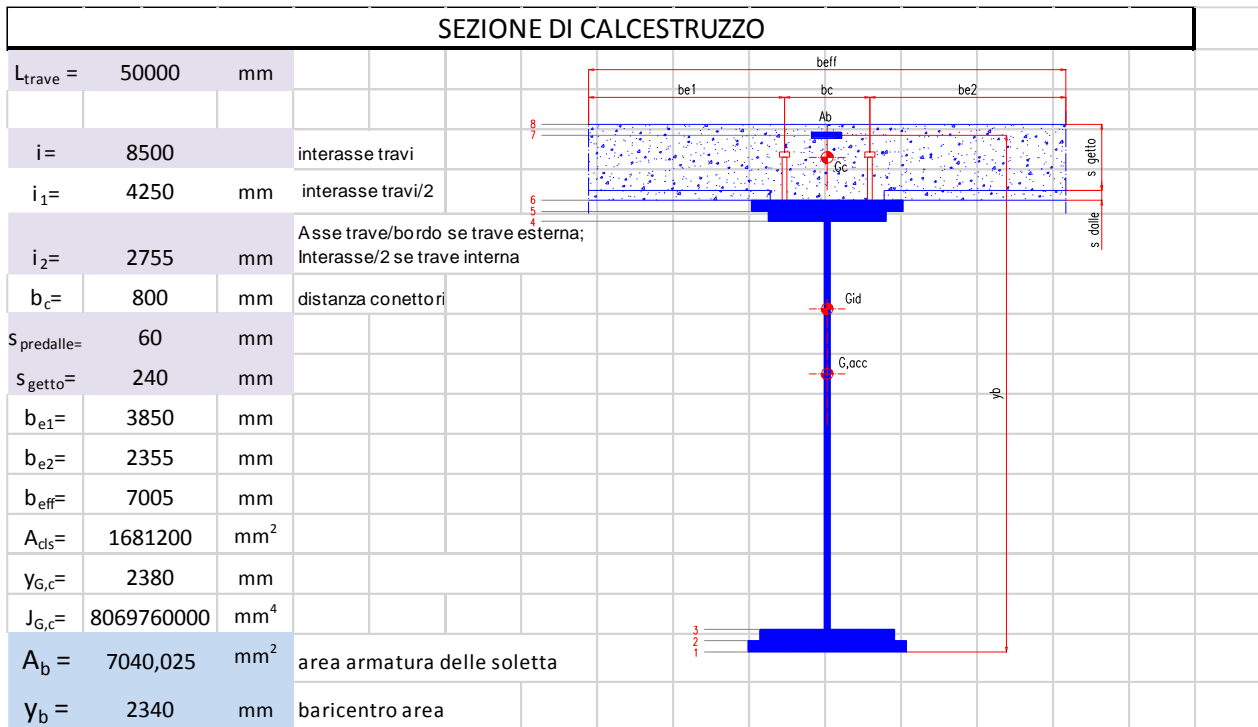 SEZIONE DI CALCESTRUZZO
Ltrave = 50000 mm
i= 8500 mm interasse travi
i1= 4250 mm interasse travi/2
i2= 2755 mm Asse trave/bordo se trave esterna;
Interasse/2 se trave interna
bc= 800 mm distanza conettori
s predalle= 60 mm
s getto= 240 mm
be1= 3850 mm
be2= 2355 mm
beff= 7005 mm
Acls= 1681200 mm2
yG,c= 2380 mm
JG,c= 8069760000 mm4
Ab = 7040,025 mm2 area armatura delle soletta
yb = 2340 mm baricentro area
beff
be1 bc be2
Ab
8
7
Gc
s getto
6
5
4
s dalle
Gid
G,acc
yb
3
2
1